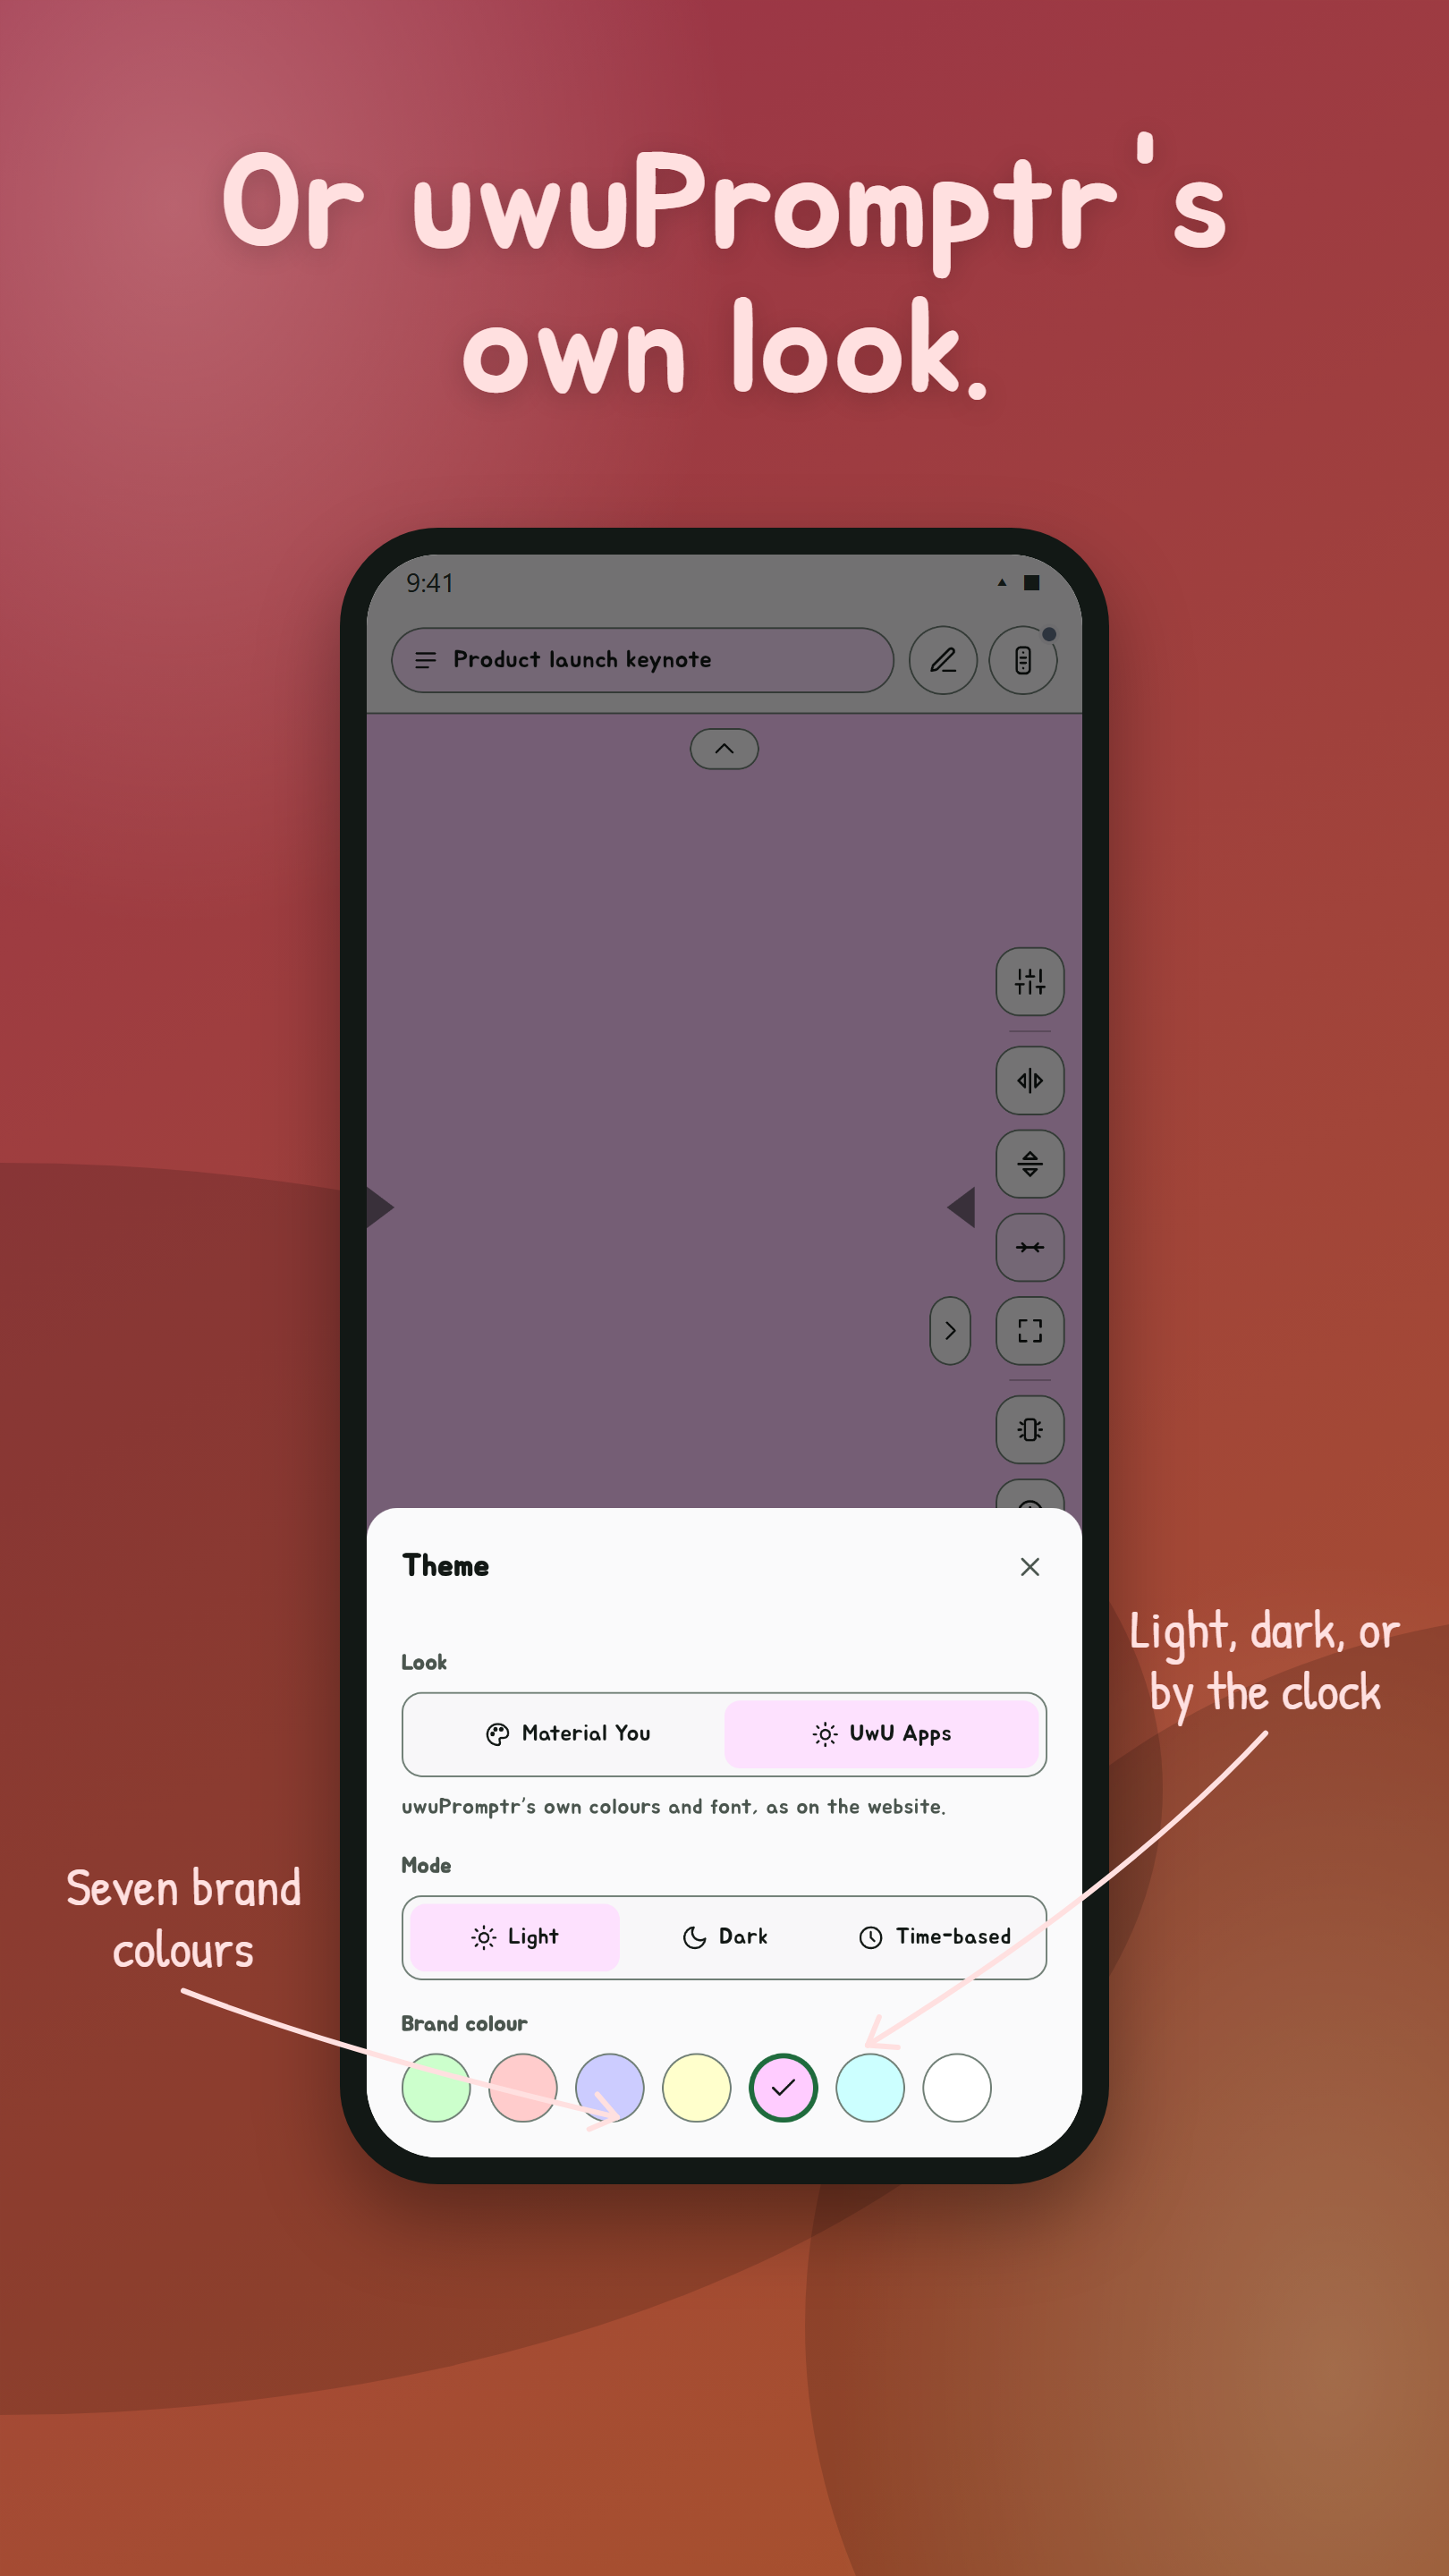 Or uwuPromptr's
own look.
9:41
Product launch keynote
Theme
Light, dark, or
by the clock
Look
Material You
UwU Apps
uwuPromptr's own colours and font, as on the website.
Mode
Seven brand
colours
Light
Dark
Time-based
Brand colour